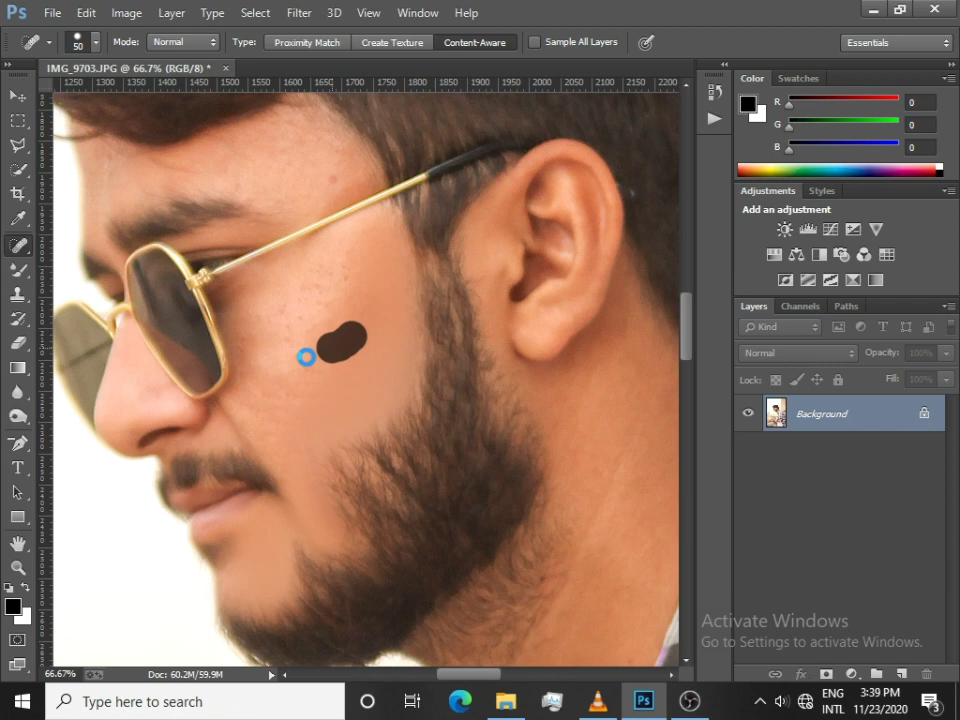 Ps File Edit Image Layer Type Select Filter 3D View Window Help
50 Mode: Normal Type: Proximity Match Create Texture Content-Aware Sample All Layers Essentials
IMG_9703.JPG @ 66.7% (RGB/8) * ×
1250 1300 1350 1400 1450 1500 1550 1600 1650 1700 1750 1800 1850 1900 1950 2000 2050 2100 2150 2200
Color Swatches
R 0
G 0
B 0
Adjustments Styles
Add an adjustment
Layers Channels Paths
Kind
Normal Opacity: 100%
Lock: Fill: 100%
Background
T
Activate Windows
Go to Settings to activate Windows.
66.67% Doc: 60.2M/59.9M
fx
Type here to search
Ps
ENG
INTL
3:39 PM
11/23/2020
3